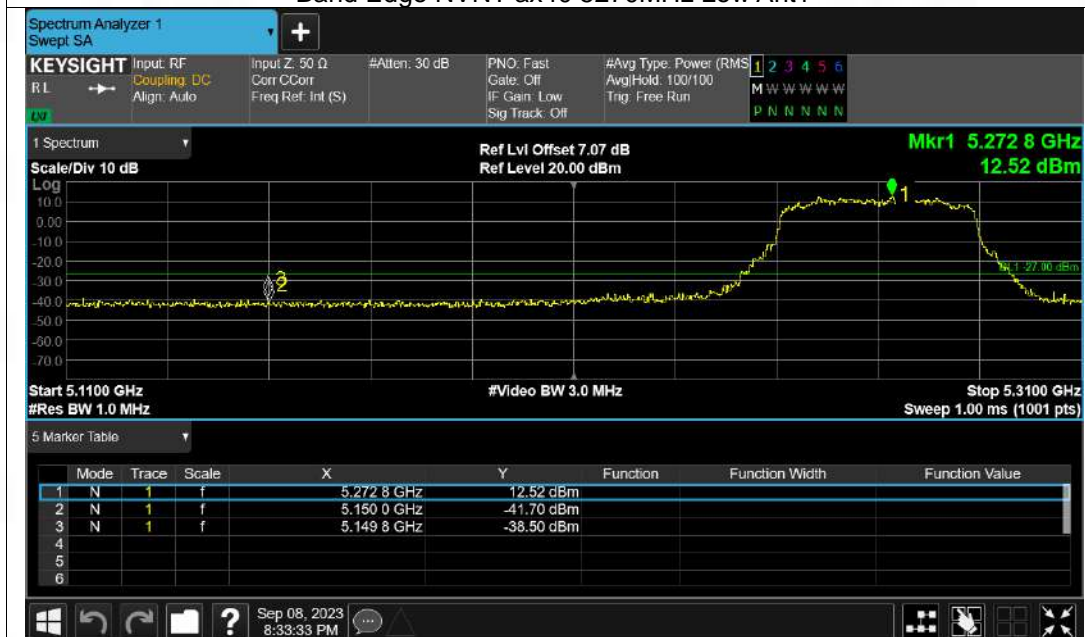 Spectrum Analyzer 1
Swept SA
+
KEYSIGHT
RL
Input: RF
Coupling: DC
Align: Auto
Input Z: 50 Ω
Corr CCorr
Freq Ref: Int (S)
#Atten: 30 dB
PNO: Fast
Gate: Off
IF Gain: Low
Sig Track: Off
#Avg Type: Power (RMS
Avg|Hold: 100/100
Trig: Free Run
1 2 3 4 5 6
M W W W W W
P N N N N N
1 Spectrum
Scale/Div 10 dB
Ref Lvl Offset 7.07 dB
Ref Level 20.00 dBm
Mkr1 5.272 8 GHz
12.52 dBm
Log
10.0
0.00
-10.0
-20.0
-30.0
-40.0
-50.0
-60.0
-70.0
1
2
DL1 -27.00 dBm
Start 5.1100 GHz
#Res BW 1.0 MHz
#Video BW 3.0 MHz
Stop 5.3100 GHz
Sweep 1.00 ms (1001 pts)
5 Marker Table
Mode Trace Scale X Y Function Function Width Function Value
1 N 1 f 5.272 8 GHz 12.52 dBm
2 N 1 f 5.150 0 GHz -41.70 dBm
3 N 1 f 5.149 8 GHz -38.50 dBm
4
5
6
?
Sep 08, 2023
8:33:33 PM